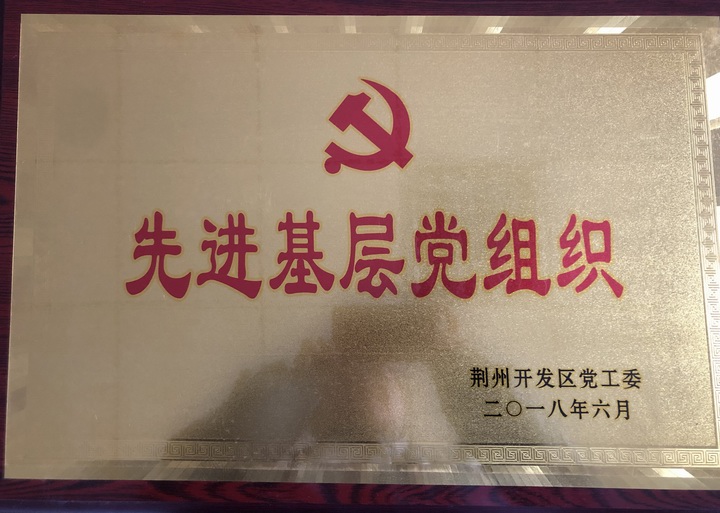 先进基层党组织
荆州开发区党工委
二〇一八年六月